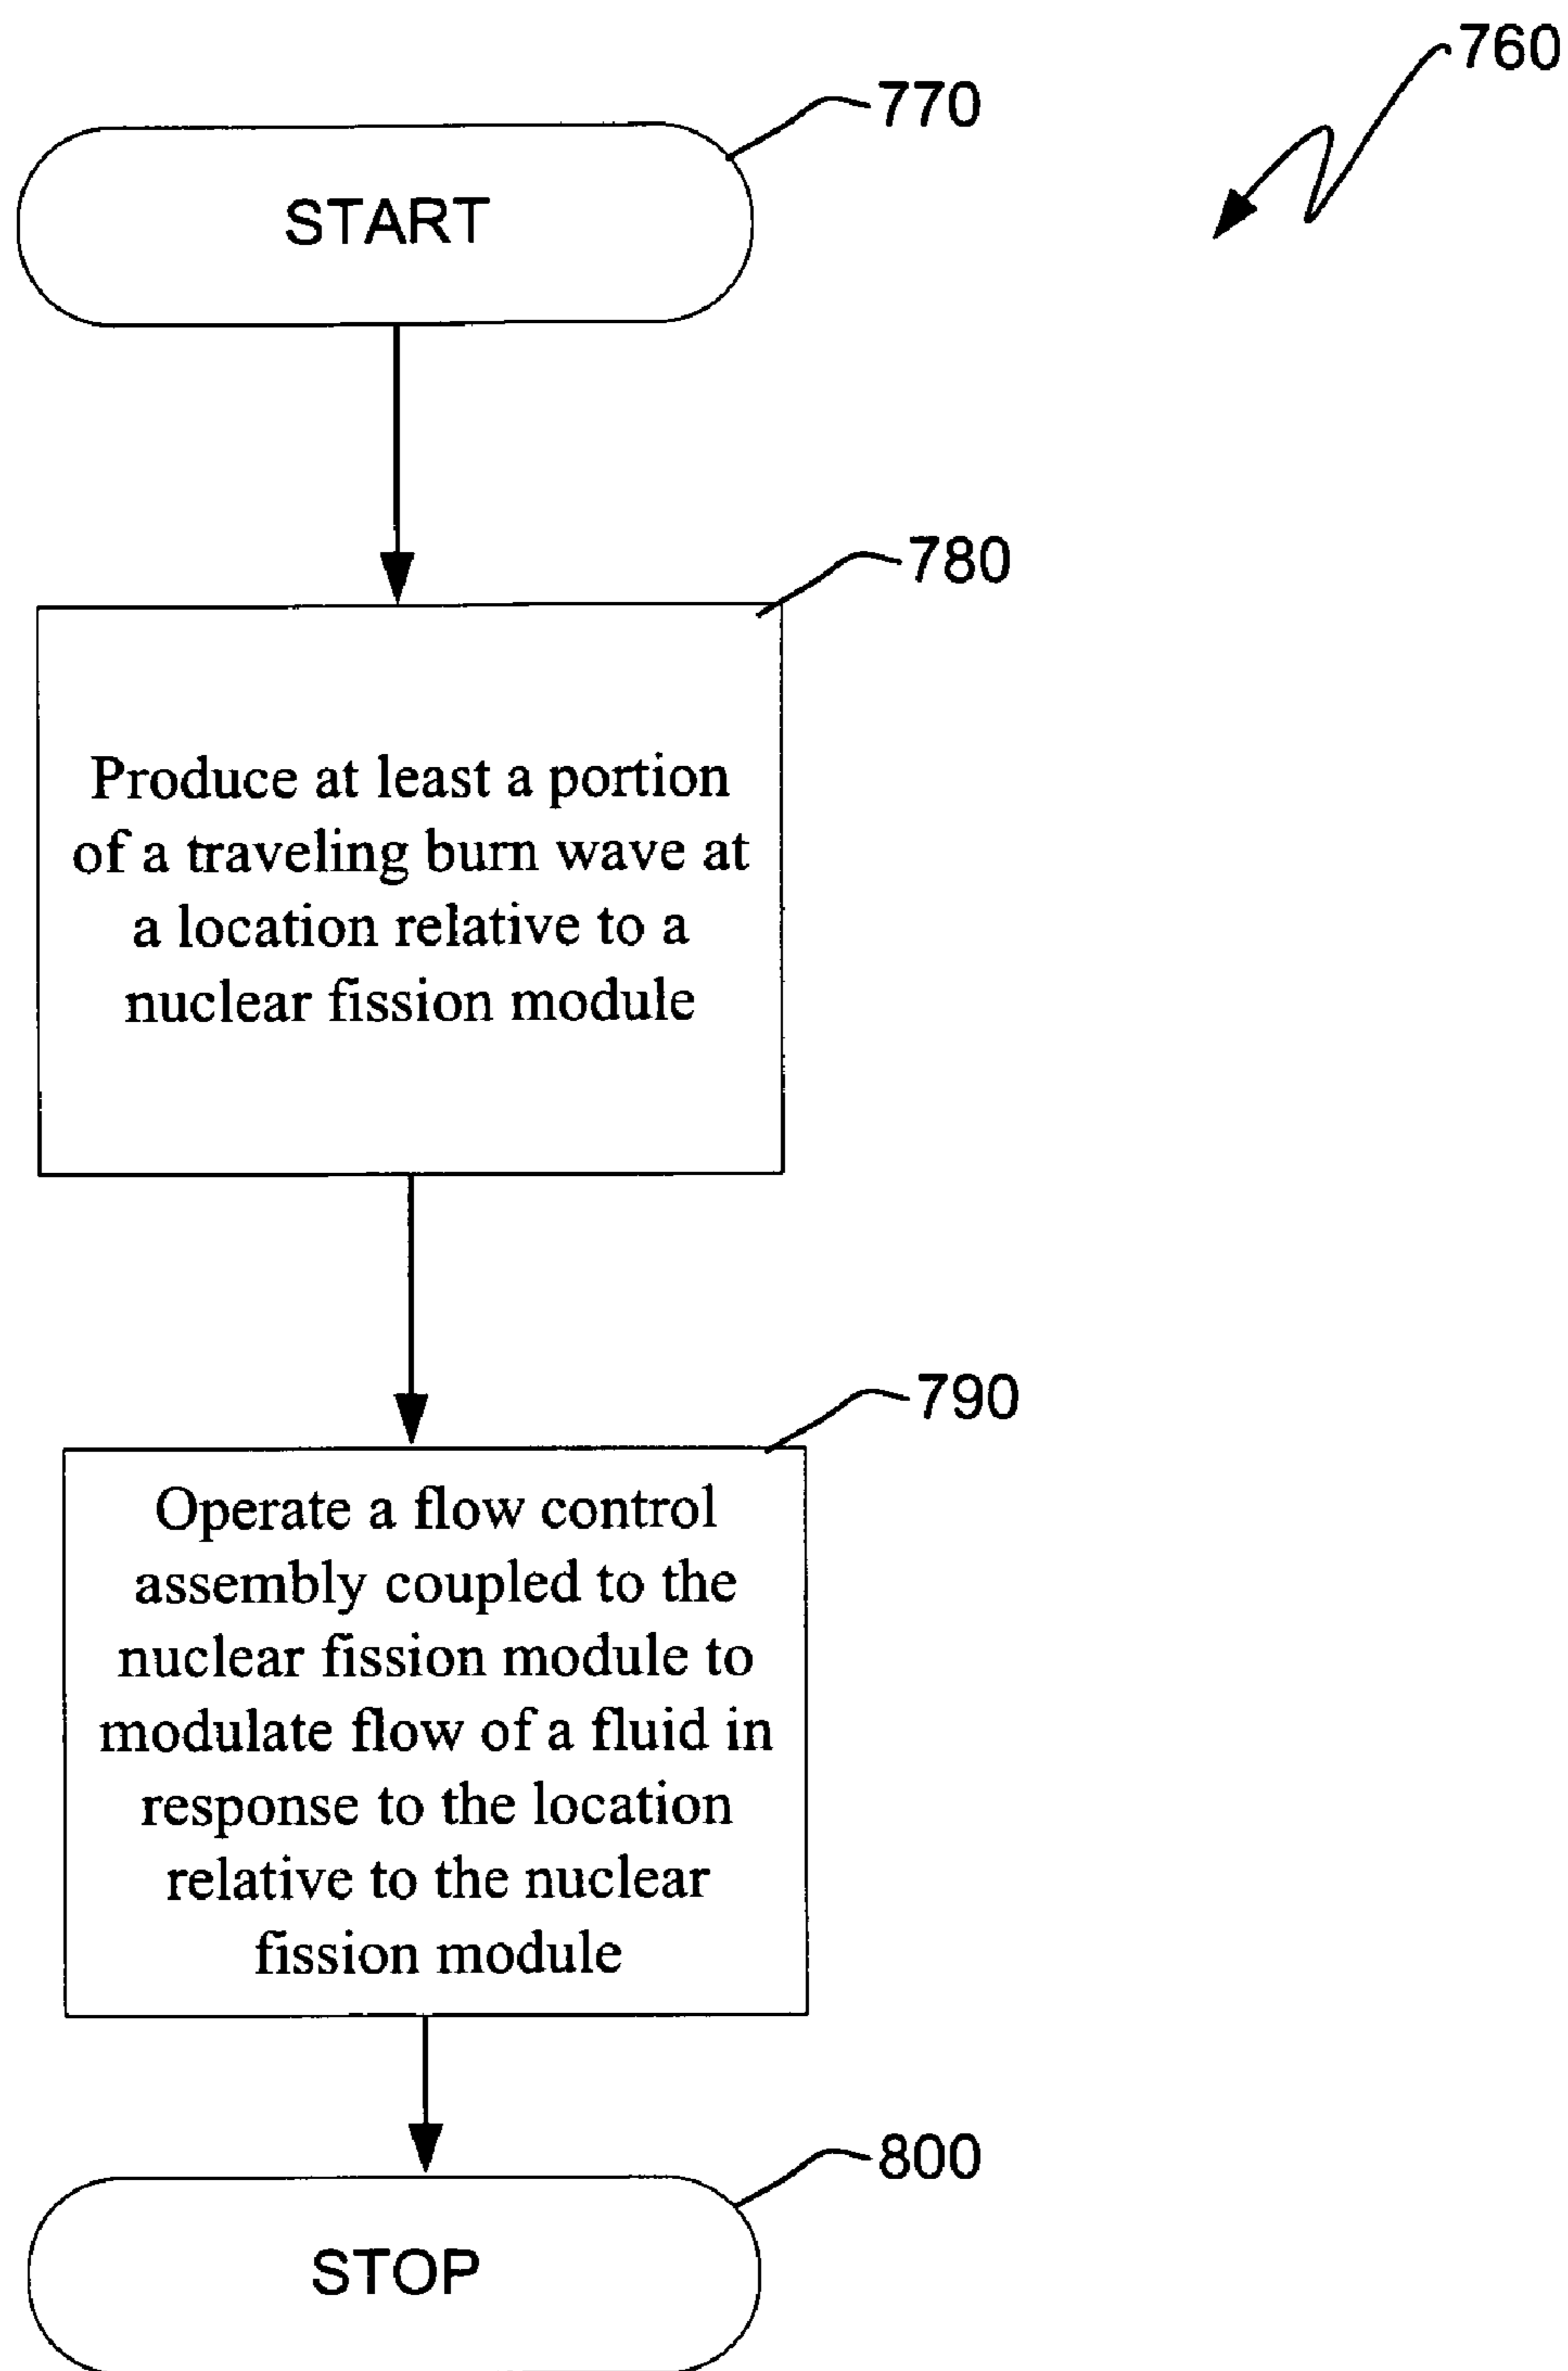 760
770
START
780
Produce at least a portion
of a traveling burn wave at
a location relative to a
nuclear fission module
790
Operate a flow control
assembly coupled to the
nuclear fission module to
modulate flow of a fluid in
response to the location
relative to the nuclear
fission module
800
STOP